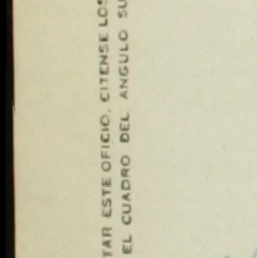 TAR ESTE OFICIO, CITENSE LOS
EL CUADRO DEL ANGULO SU